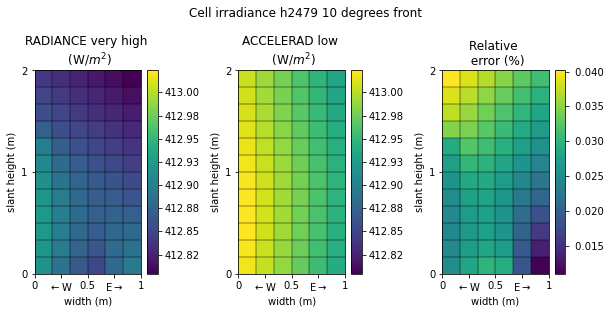 Cell irradiance h2479 10 degrees front
RADIANCE very high
(W/m²)
ACCELERAD low
(W/m²)
Relative
error (%)
2
1
0
slant height (m)
0
0.5
1
←W
E→
width (m)
413.00
412.98
412.95
412.93
412.90
412.88
412.85
412.82
2
1
0
slant height (m)
0
0.5
1
←W
E→
width (m)
413.00
412.98
412.95
412.93
412.90
412.88
412.85
412.82
2
1
0
slant height (m)
0
0.5
1
←W
E→
width (m)
0.040
0.035
0.030
0.025
0.020
0.015